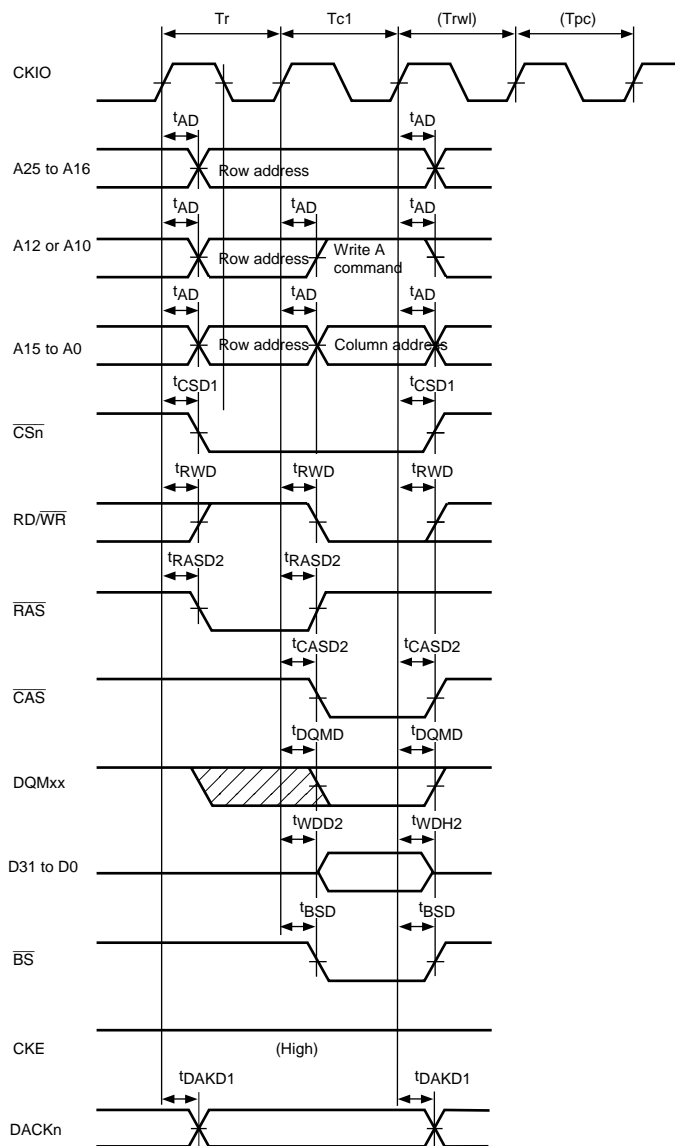 Tr Tc1 (Trwl) (Tpc)
CKIO
tAD tAD
A25 to A16 Row address
tAD tAD tAD
A12 or A10 Row address Write A
command
tAD tAD tAD
A15 to A0 Row address Column address
tCSD1 tCSD1
CSn
tRWD tRWD tRWD
RD/WR
tRASD2 tRASD2
RAS
tCASD2 tCASD2
CAS
tDQMD tDQMD
DQMxx
tWDD2 tWDH2
D31 to D0
tBSD tBSD
BS
CKE (High)
tDAKD1 tDAKD1
DACKn